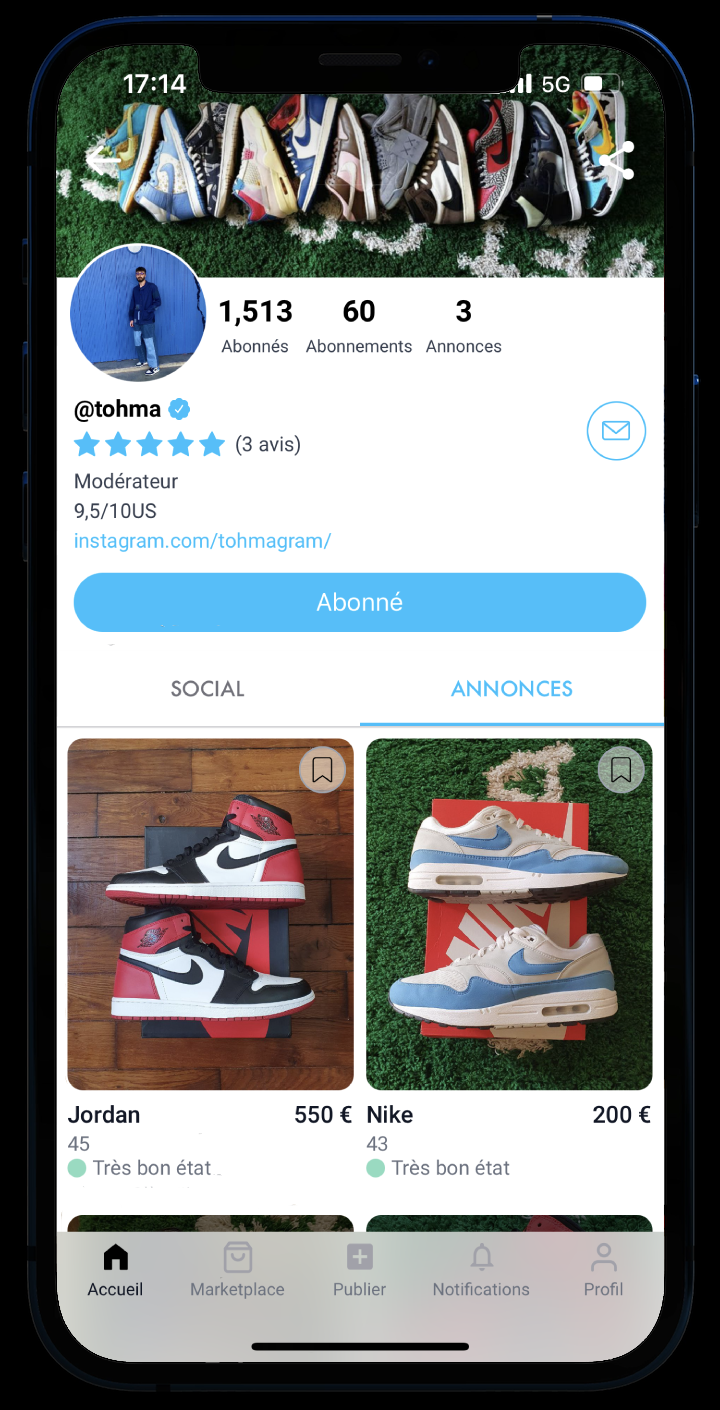 17:14
5G
1,513 60 3
Abonnés Abonnements Annonces
@tohma
(3 avis)
Modérateur
9,5/10US
instagram.com/tohmagram/
Abonné
SOCIAL ANNONCES
Jordan 550 € Nike 200 €
45 43
Très bon état Très bon état
Accueil Marketplace Publier Notifications Profil